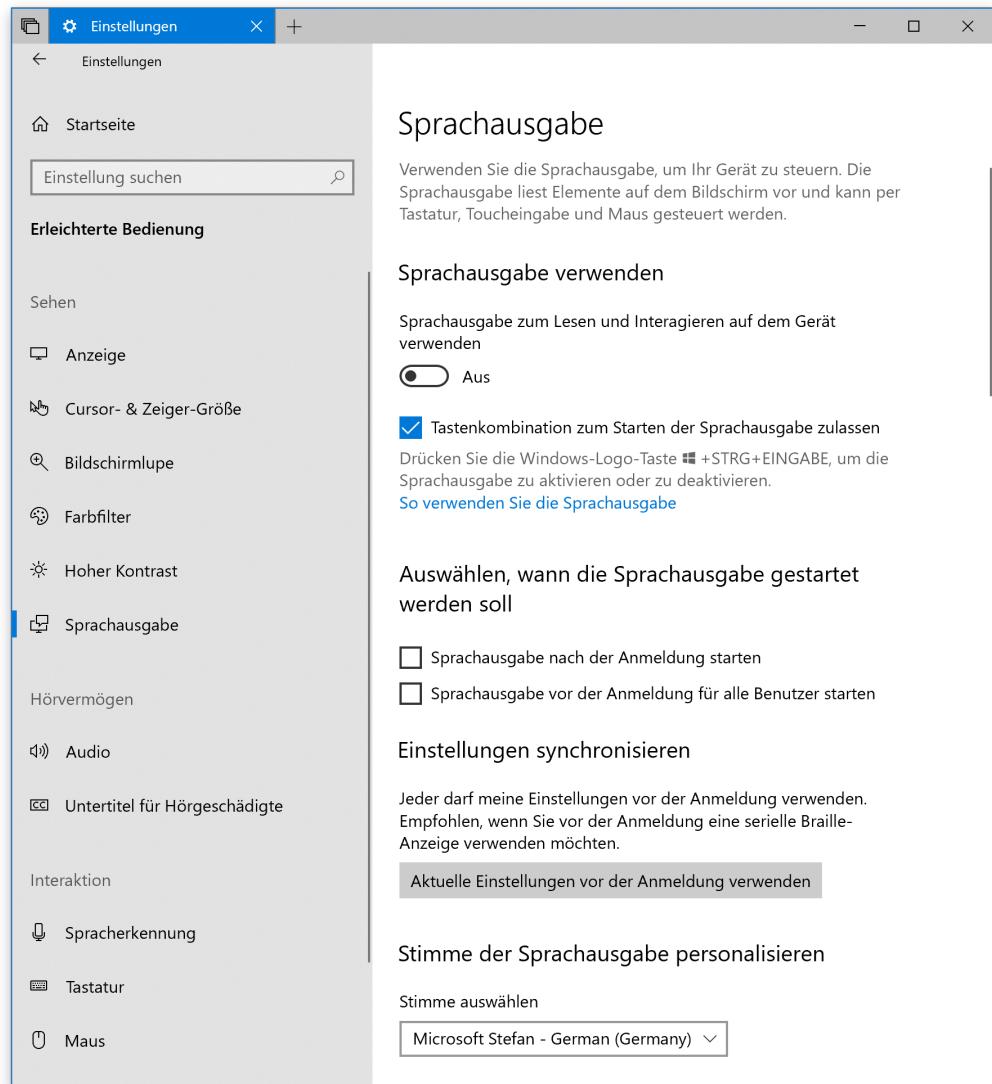 Einstellungen
Einstellungen
Startseite
Einstellung suchen
Erleichterte Bedienung
Sehen
Anzeige
Cursor- & Zeiger-Größe
Bildschirmlupe
Farbfilter
Hoher Kontrast
Sprachausgabe
Hörvermögen
Audio
CC
Untertitel für Hörgeschädigte
Interaktion
Spracherkennung
Tastatur
Maus
Sprachausgabe
Verwenden Sie die Sprachausgabe, um Ihr Gerät zu steuern. Die
Sprachausgabe liest Elemente auf dem Bildschirm vor und kann per
Tastatur, Toucheingabe und Maus gesteuert werden.
Sprachausgabe verwenden
Sprachausgabe zum Lesen und Interagieren auf dem Gerät
verwenden
Aus
Tastenkombination zum Starten der Sprachausgabe zulassen
Drücken Sie die Windows-Logo-Taste +STRG+EINGABE, um die
Sprachausgabe zu aktivieren oder zu deaktivieren.
So verwenden Sie die Sprachausgabe
Auswählen, wann die Sprachausgabe gestartet
werden soll
Sprachausgabe nach der Anmeldung starten
Sprachausgabe vor der Anmeldung für alle Benutzer starten
Einstellungen synchronisieren
Jeder darf meine Einstellungen vor der Anmeldung verwenden.
Empfohlen, wenn Sie vor der Anmeldung eine serielle Braille-
Anzeige verwenden möchten.
Aktuelle Einstellungen vor der Anmeldung verwenden
Stimme der Sprachausgabe personalisieren
Stimme auswählen
Microsoft Stefan - German (Germany)